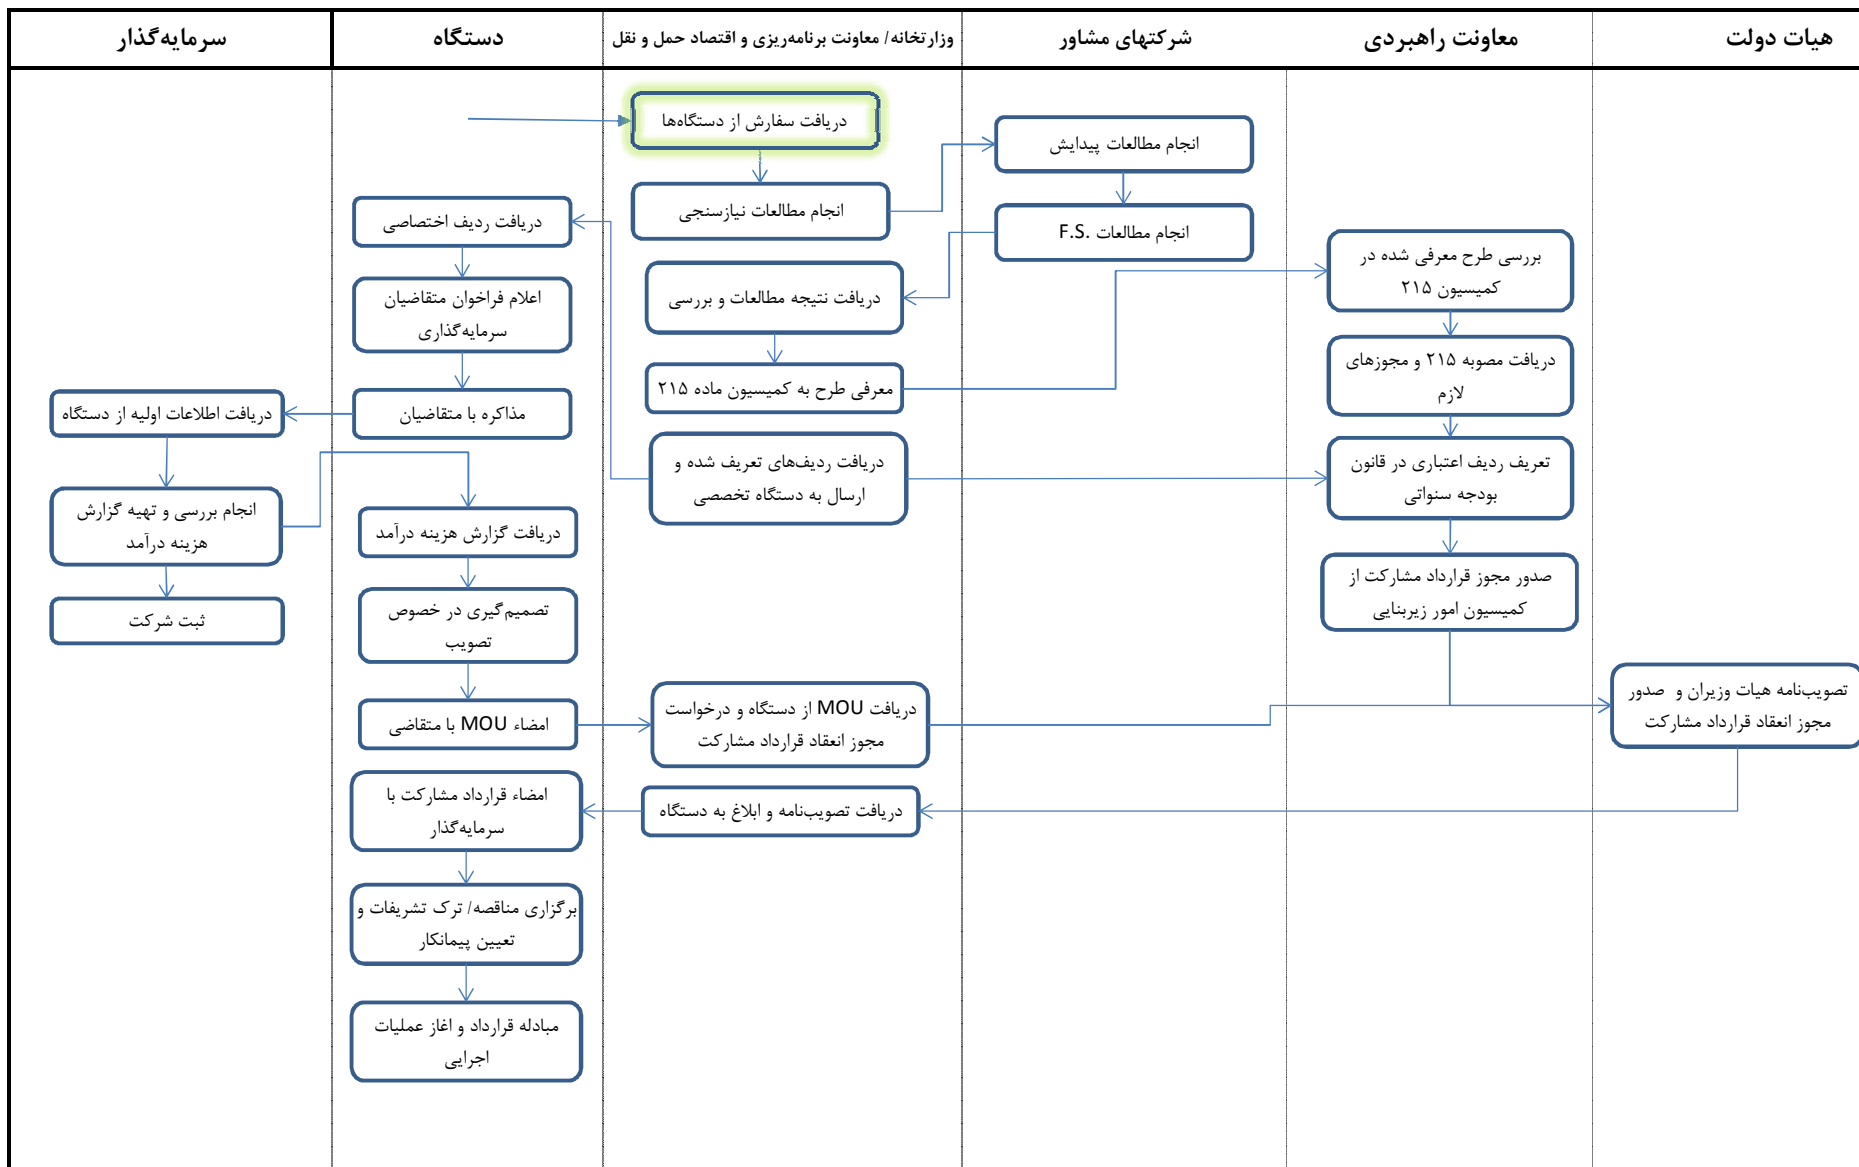 هیات دولت
معاونت راهبردی
شرکتهای مشاور
وزارتخانه/ معاونت برنامه‌ریزی و اقتصاد حمل و نقل
دستگاه
سرمایه‌گذار
دریافت سفارش از دستگاه‌ها
انجام مطالعات نیازسنجی
انجام مطالعات پیدایش
انجام مطالعات F.S.
دریافت نتیجه مطالعات و بررسی
معرفی طرح به کمیسیون ماده ۲۱۵
بررسی طرح معرفی شده در
کمیسیون ۲۱۵
دریافت مصوبه ۲۱۵ و مجوزهای
لازم
تعریف ردیف اعتباری در قانون
بودجه سنواتی
صدور مجوز قرارداد مشارکت از
کمیسیون امور زیربنایی
دریافت ردیف‌های تعریف شده و
ارسال به دستگاه تخصصی
دریافت ردیف اختصاصی
اعلام فراخوان متقاضیان
سرمایه‌گذاری
مذاکره با متقاضیان
دریافت اطلاعات اولیه از دستگاه
انجام بررسی و تهیه گزارش
هزینه درآمد
ثبت شرکت
دریافت گزارش هزینه درآمد
تصمیم‌گیری در خصوص
تصویب
امضاء MOU با متقاضی
دریافت MOU از دستگاه و درخواست
مجوز انعقاد قرارداد مشارکت
تصویب‌نامه هیات وزیران و صدور
مجوز انعقاد قرارداد مشارکت
دریافت تصویب‌نامه و ابلاغ به دستگاه
امضاء قرارداد مشارکت با
سرمایه‌گذار
برگزاری مناقصه/ ترک تشریفات و
تعیین پیمانکار
مبادله قرارداد و اغاز عملیات
اجرایی